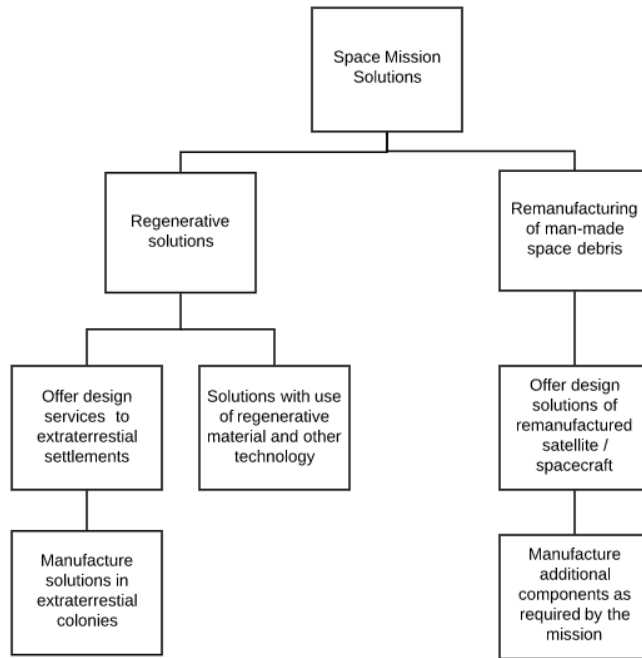 Space Mission
Solutions
Regenerative
solutions
Remanufacturing
of man-made
space debris
Offer design
services to
extraterrestial
settlements
Solutions with use
of regenerative
material and other
technology
Offer design
solutions of
remanufactured
satellite /
spacecraft
Manufacture
solutions in
extraterrestial
colonies
Manufacture
additional
components as
required by the
mission